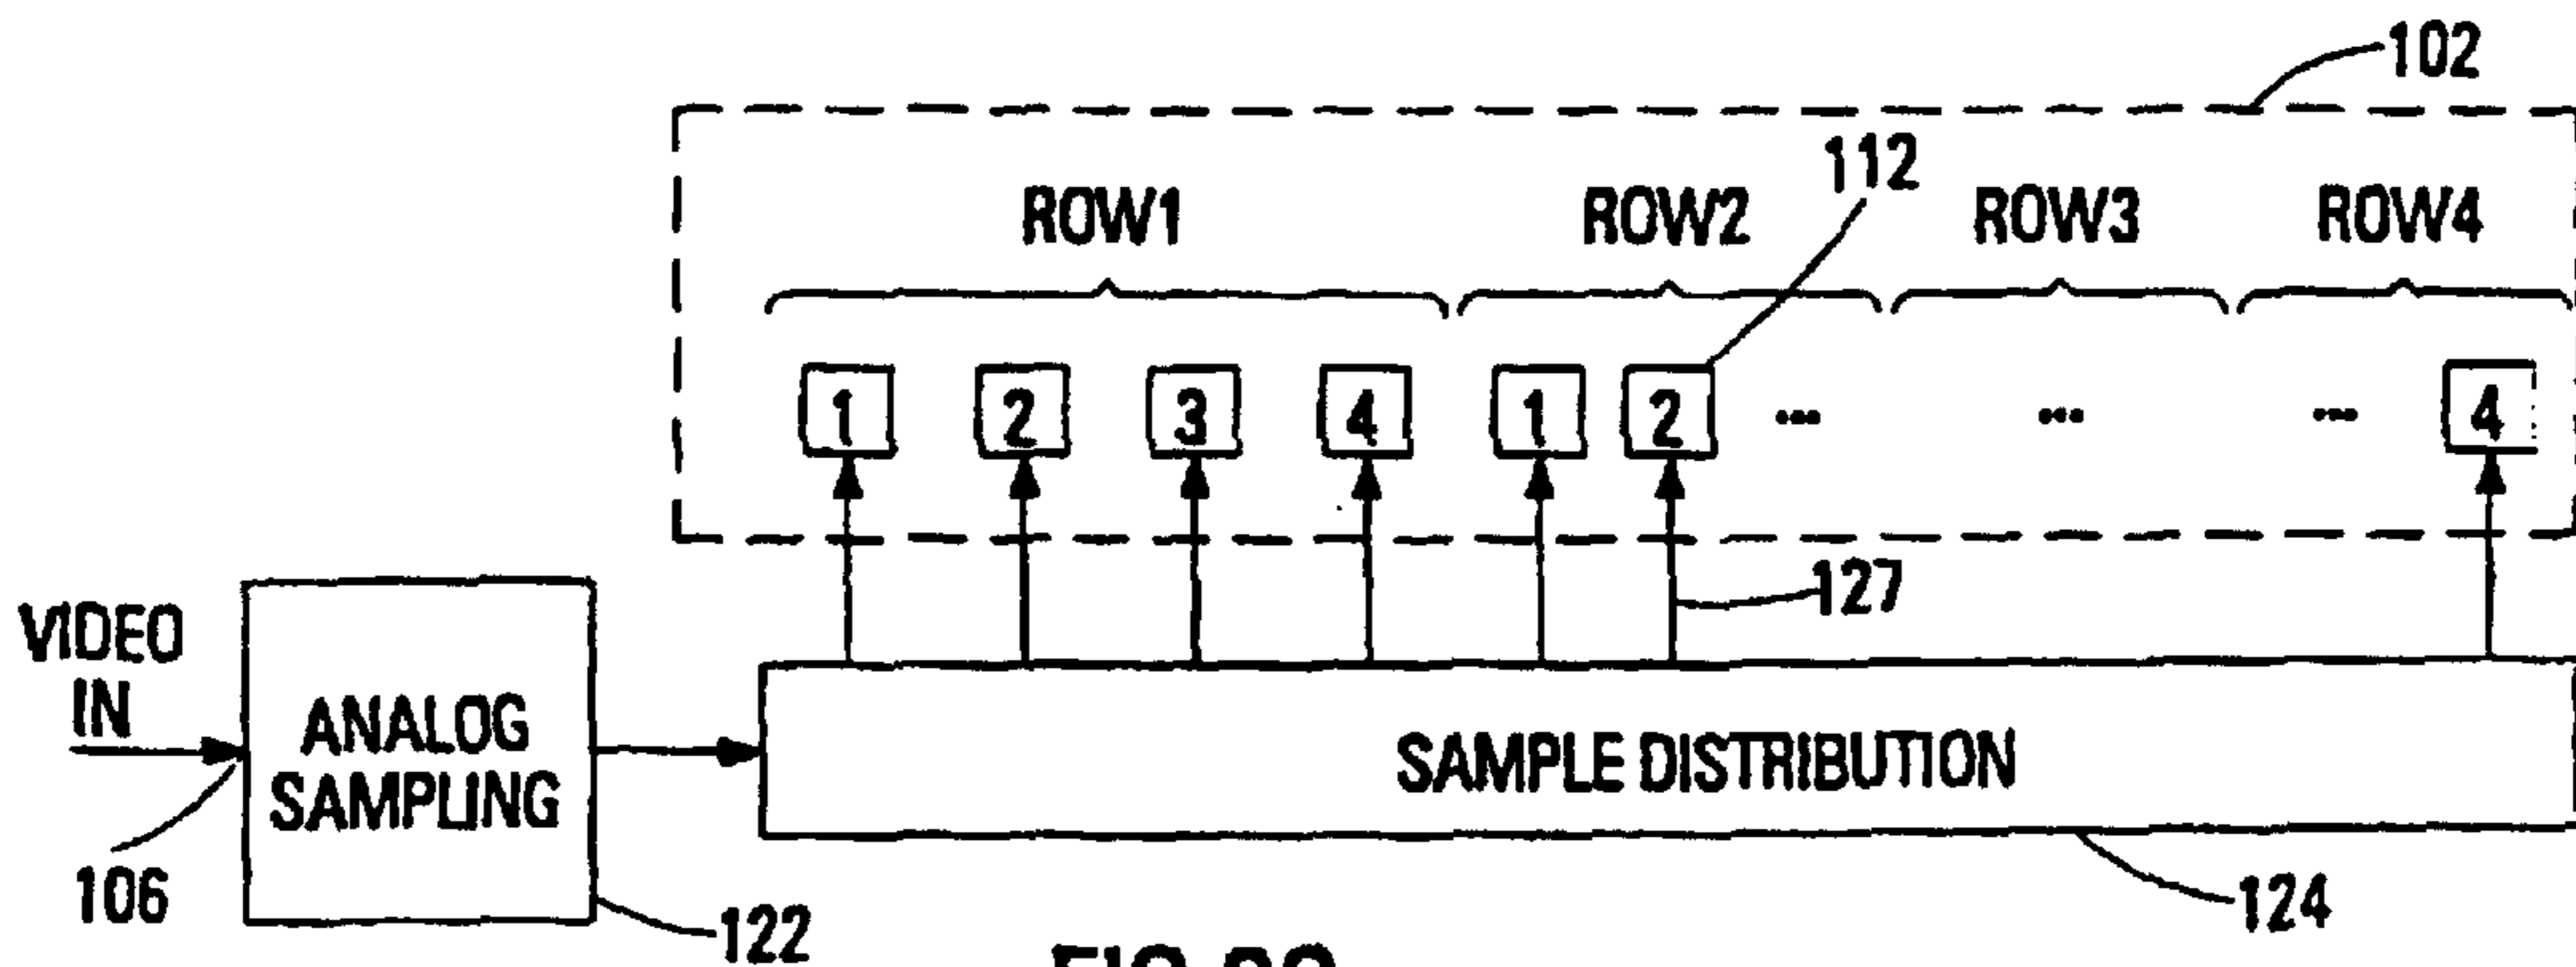 102
112
ROW1 ROW2 ROW3 ROW4
1 2 3 4 1 2 ... ... ... 4
127
VIDEO
IN
ANALOG
SAMPLING
SAMPLE DISTRIBUTION
106
122
124